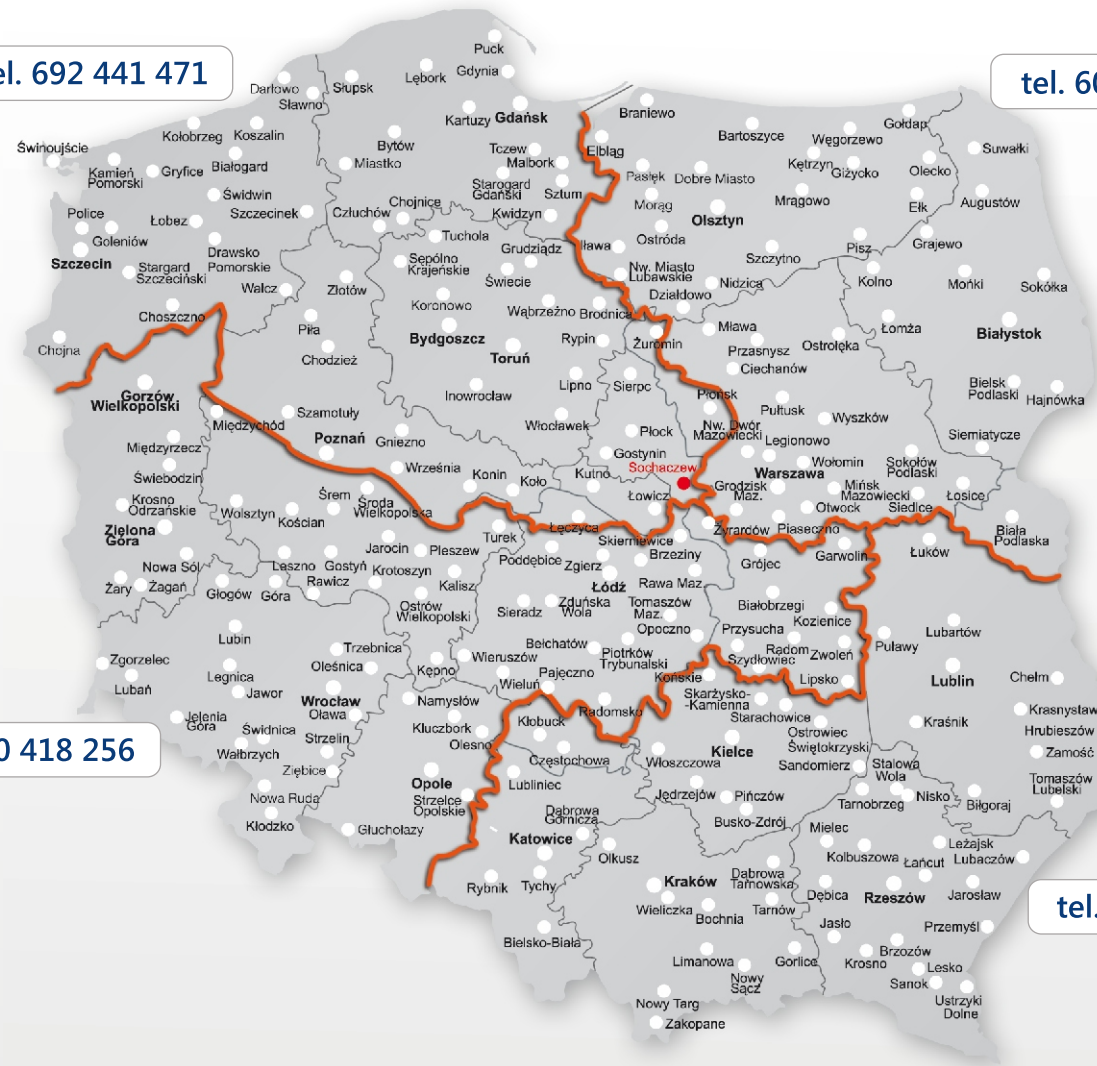 el. 692 441 471
tel. 60
Puck
Gdynia
Lębork
Darłowo
Sławno
Słupsk
Kartuzy
Gdańsk
Braniewo
Kołobrzeg
Koszalin
Bytów
Bartoszyce
Węgorzewo
Gołdap
Świnoujście
Kamień
Pomorski
Gryfice
Białogard
Miastko
Tczew
Malbork
Elbląg
Kętrzyn
Giżycko
Olecko
Suwałki
Pasłęk
Dobre Miasto
Starogard
Gdański
Sztum
Świdwin
Szczecinek
Człuchów
Chojnice
Kwidzyn
Morąg
Olsztyn
Mrągowo
Ełk
Augustów
Police
Goleniów
Łobez
Szczecin
Drawsko
Pomorskie
Stargard
Szczeciński
Wałcz
Złotów
Tuchola
Sępólno
Krajeńskie
Grudziądz
Świecie
Iława
Ostróda
Szczytno
Pisz
Grajewo
Nw. Miasto
Lubawskie
Nidzica
Działdowo
Kolno
Mońki
Sokółka
Choszczno
Koronowo
Wąbrzeźno
Brodnica
Chojna
Piła
Chodzież
Bydgoszcz
Toruń
Rypin
Żuromin
Mława
Przasnysz
Ciechanów
Ostrołęka
Łomża
Białystok
Gorzów
Wielkopolski
Inowrocław
Lipno
Sierpc
Płońsk
Pułtusk
Wyszków
Bielsk
Podlaski
Hajnówka
Międzychód
Szamotuły
Poznań
Gniezno
Włocławek
Płock
Nw. Dwór
Mazowiecki
Legionowo
Siemiatycze
Międzyrzecz
Świebodzin
Września
Konin
Koło
Kutno
Gostynin
Sochaczew
Łowicz
Grodzisk
Maz.
Warszawa
Wołomin
Mińsk
Mazowiecki
Otwock
Sokołów
Podlaski
Siedlce
Łosice
Krosno
Odrzańskie
Zielona
Góra
Wolsztyn
Kościan
Śrem
Środa
Wielkopolska
Turek
Łęczyca
Skierniewice
Żyrardów
Piaseczno
Garwolin
Łuków
Biała
Podlaska
Nowa Sól
Leszno
Gostyń
Jarocin
Pleszew
Poddębice
Zgierz
Brzeziny
Grójec
Żary
Żagań
Głogów
Góra
Rawicz
Krotoszyn
Kalisz
Łódź
Rawa Maz.
Ostrów
Wielkopolski
Sieradz
Zduńska
Wola
Tomaszów
Maz.
Opoczno
Białobrzegi
Kozienice
Lubin
Trzebnica
Oleśnica
Wieruszów
Bełchatów
Piotrków
Trybunalski
Przysucha
Radom
Zwoleń
Puławy
Lubartów
Zgorzelec
Lubań
Legnica
Jawor
Wrocław
Oława
Kępno
Wieluń
Pajęczno
Radomsko
Końskie
Szydłowiec
Lipsko
Lublin
Chełm
Namysłów
Kluczbork
Kłobuck
Skarżysko-
-Kamienna
Starachowice
Kraśnik
Krasnystaw
Hrubieszów
Zamość
Jelenia
Góra
Świdnica
Wałbrzych
Strzelin
Ziębice
Olesno
Częstochowa
Włoszczowa
Kielce
Ostrowiec
Świętokrzyski
Sandomierz
Stalowa
Wola
0 418 256
Nowa Ruda
Kłodzko
Opole
Strzelce
Opolskie
Lubliniec
Jędrzejów
Pińczów
Busko-Zdrój
Tarnobrzeg
Nisko
Biłgoraj
Tomaszów
Lubelski
Głuchołazy
Dąbrowa
Górnicza
Katowice
Olkusz
Mielec
Kolbuszowa
Leżajsk
Łańcut
Lubaczów
Rybnik
Tychy
Kraków
Wieliczka
Bochnia
Dąbrowa
Tarnowska
Tarnów
Dębica
Rzeszów
Jarosław
tel.
Bielsko-Biała
Jasło
Przemyśl
Limanowa
Nowy
Sącz
Gorlice
Krosno
Brzozów
Sanok
Lesko
Ustrzyki
Dolne
Nowy Targ
Zakopane